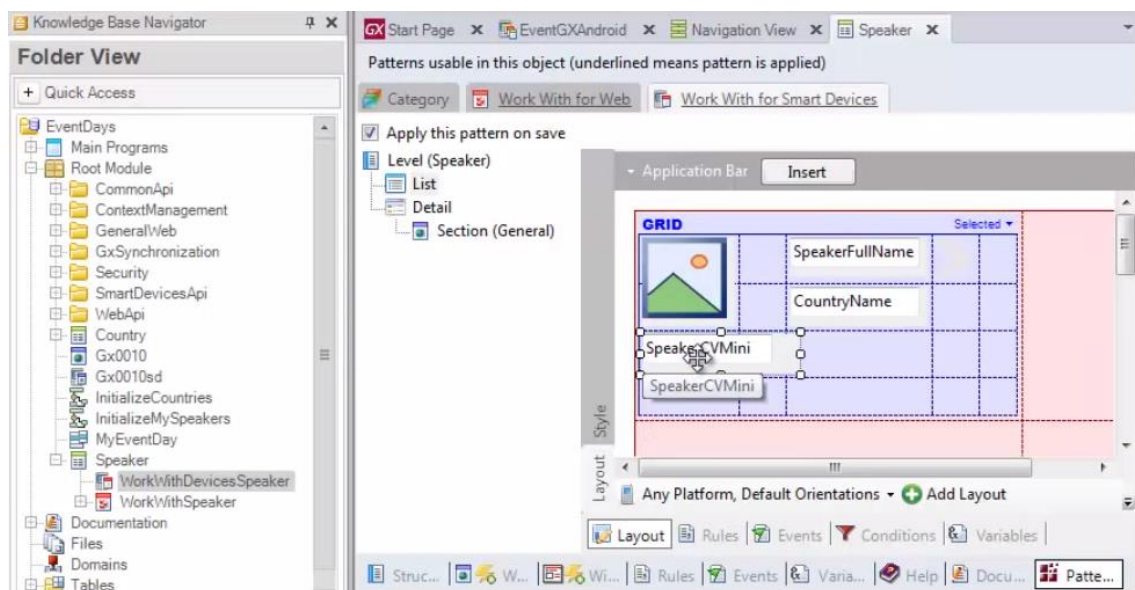 Knowledge Base Navigator
Folder View
Quick Access
EventDays
Main Programs
Root Module
CommonApi
ContextManagement
GeneralWeb
GxSynchronization
Security
SmartDevicesApi
WebApi
Country
Gx0010
Gx0010sd
InitializeCountries
InitializeMySpeakers
MyEventDay
Speaker
WorkWithDevicesSpeaker
WorkWithSpeaker
Documentation
Files
Domains
Tables
GX Start Page EventGXAndroid Navigation View Speaker
Patterns usable in this object (underlined means pattern is applied)
Category Work With for Web Work With for Smart Devices
Apply this pattern on save
Level (Speaker)
List
Detail
Section (General)
Application Bar Insert
GRID Selected
SpeakerFullName
CountryName
SpeakerCVMini
SpeakerCVMini
Style
Layout
Any Platform, Default Orientations Add Layout
Layout Rules Events Conditions Variables
Struc... W... Wi... Rules Events Varia... Help Docu... Patte...